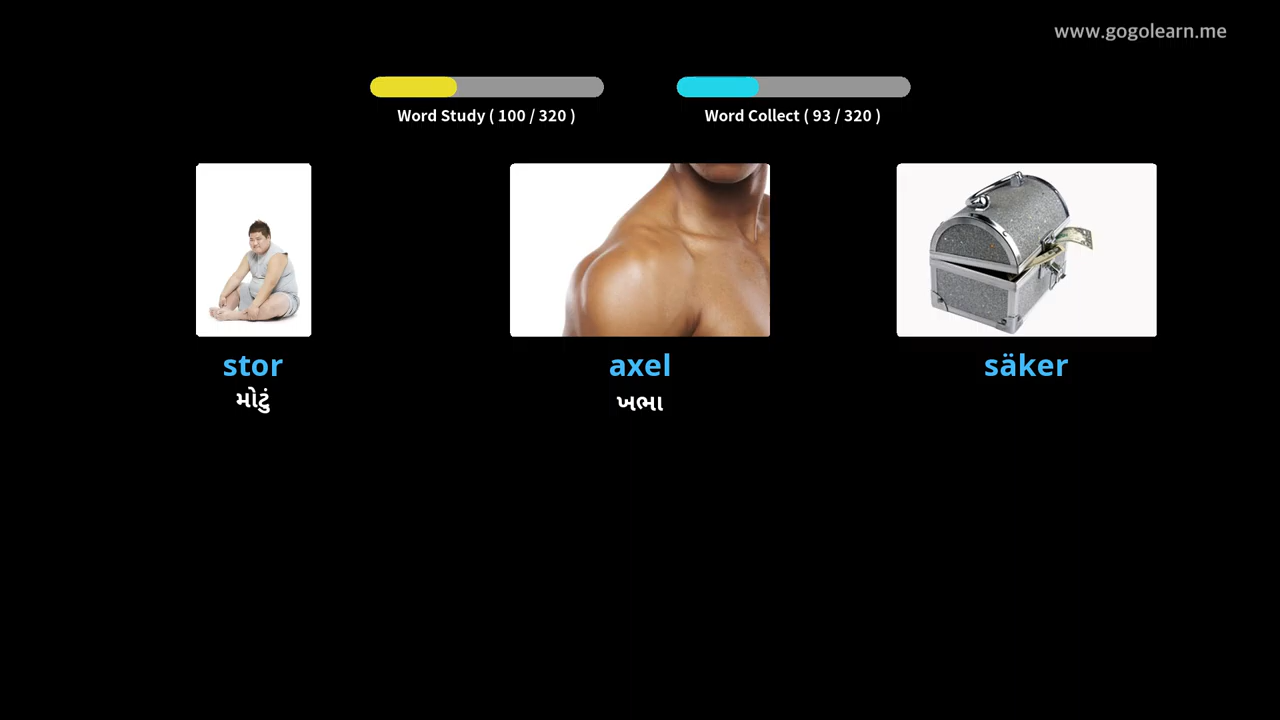 www.gogolearn.me
Word Study ( 100 / 320 )
Word Collect ( 93 / 320 )
stor
axel
säker
મોટું
ખભા